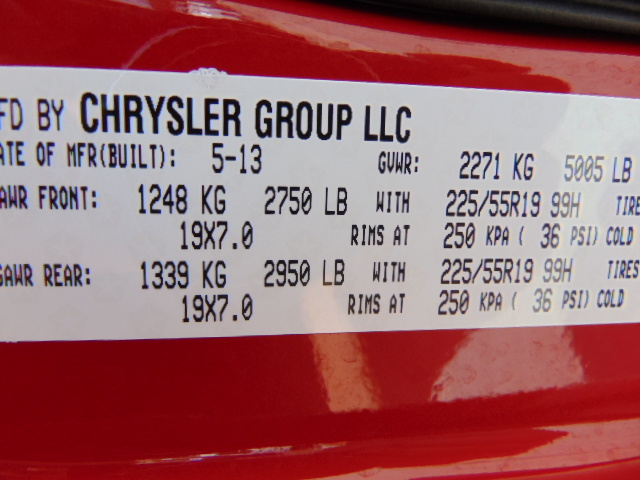 MFD BY CHRYSLER GROUP LLC
ATE OF MFR(BUILT): 5-13 GVWR: 2271 KG 5005 LB
AWR FRONT: 1248 KG 2750 LB WITH 225/55R19 99H TIRE
19X7.0 RIMS AT 250 KPA ( 36 PSI) COLD
GAWR REAR: 1339 KG 2950 LB WITH 225/55R19 99H TIRES
19X7.0 RIMS AT 250 KPA ( 36 PSI) COLD